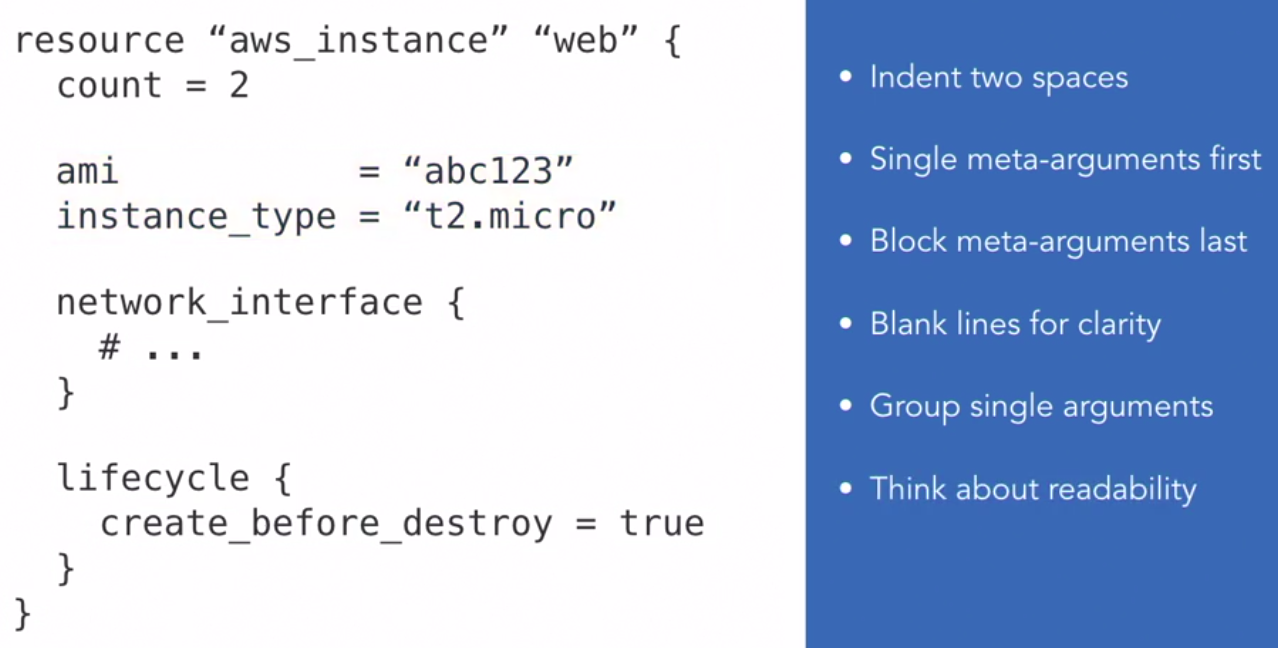 resource “aws_instance” “web” {
  count = 2

  ami           = “abc123”
  instance_type = “t2.micro”

  network_interface {
    # ...
  }

  lifecycle {
    create_before_destroy = true
  }
}
• Indent two spaces
• Single meta-arguments first
• Block meta-arguments last
• Blank lines for clarity
• Group single arguments
• Think about readability